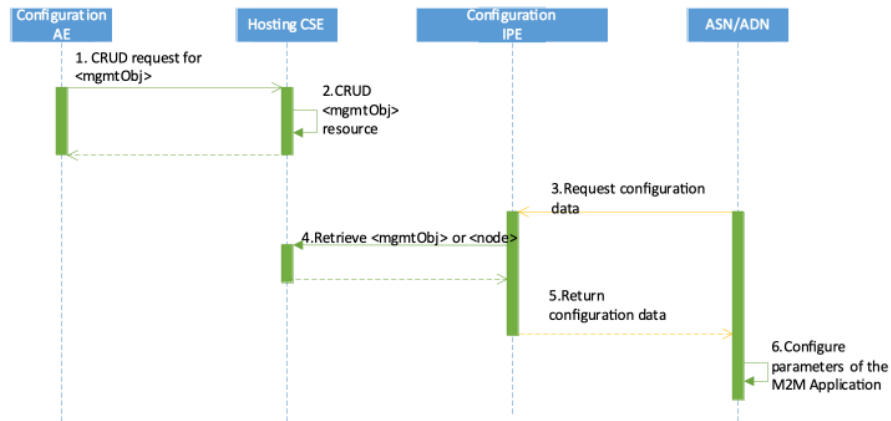 Configuration
AE
Hosting CSE
Configuration
IPE
ASN/ADN
1. CRUD request for
<mgmtObj>
2.CRUD
<mgmtObj>
resource
3.Request configuration
data
4.Retrieve <mgmtObj> or <node>
5.Return
configuration data
6.Configure
parameters of the
M2M Application